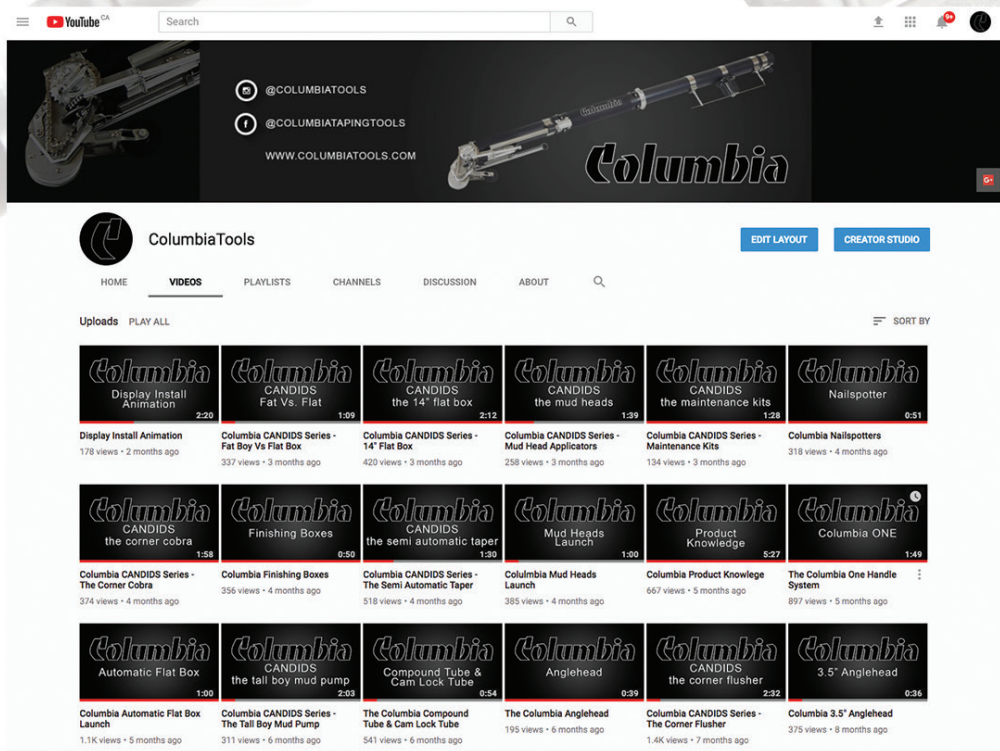 YouTube CA
Search
9+
@COLUMBIATOOLS
@COLUMBIATAPINGTOOLS
WWW.COLUMBIATOOLS.COM
Columbia
Columbia
G+
ColumbiaTools
EDIT LAYOUT
CREATOR STUDIO
HOME VIDEOS PLAYLISTS CHANNELS DISCUSSION ABOUT
Uploads PLAY ALL
SORT BY
Columbia
Display Install
Animation
2:20
Display Install Animation
178 views • 2 months ago
Columbia
CANDIDS
Fat Vs. Flat
1:09
Columbia CANDIDS Series -
Fat Boy Vs Flat Box
337 views • 3 months ago
Columbia
CANDIDS
the 14" flat box
2:12
Columbia CANDIDS Series -
14" Flat Box
420 views • 3 months ago
Columbia
CANDIDS
the mud heads
1:39
Columbia CANDIDS Series -
Mud Head Applicators
258 views • 3 months ago
Columbia
CANDIDS
the maintenance kits
1:28
Columbia CANDIDS Series -
Maintenance Kits
134 views • 3 months ago
Columbia
Nailspotter
0:51
Columbia Nailspotters
318 views • 4 months ago
Columbia
CANDIDS
the corner cobra
1:58
Columbia CANDIDS Series -
The Corner Cobra
374 views • 4 months ago
Columbia
Finishing Boxes
0:50
Columbia Finishing Boxes
356 views • 4 months ago
Columbia
CANDIDS
the semi automatic taper
1:30
Columbia CANDIDS Series -
The Semi Automatic Taper
518 views • 4 months ago
Columbia
Mud Heads
Launch
1:00
Coulmbia Mud Heads
Launch
385 views • 4 months ago
Columbia
Product
Knowledge
5:27
Columbia Product Knowlege
667 views • 5 months ago
Columbia
Columbia ONE
1:49
The Columbia One Handle
System
897 views • 5 months ago
Columbia
Automatic Flat Box
1:00
Columbia Automatic Flat Box
Launch
1.1K views • 5 months ago
Columbia
CANDIDS
the tall boy mud pump
2:03
Columbia CANDIDS Series -
The Tall Boy Mud Pump
311 views • 6 months ago
Columbia
Compound Tube &
Cam Lock Tube
0:54
The Columbia Compound
Tube & Cam Lock Tube
541 views • 6 months ago
Columbia
Anglehead
0:39
The Columbia Anglehead
195 views • 6 months ago
Columbia
CANDIDS
the corner flusher
2:32
Columbia CANDIDS Series -
The Corner Flusher
1.4K views • 7 months ago
Columbia
3.5" Anglehead
0:36
Columbia 3.5" Anglehead
375 views • 8 months ago